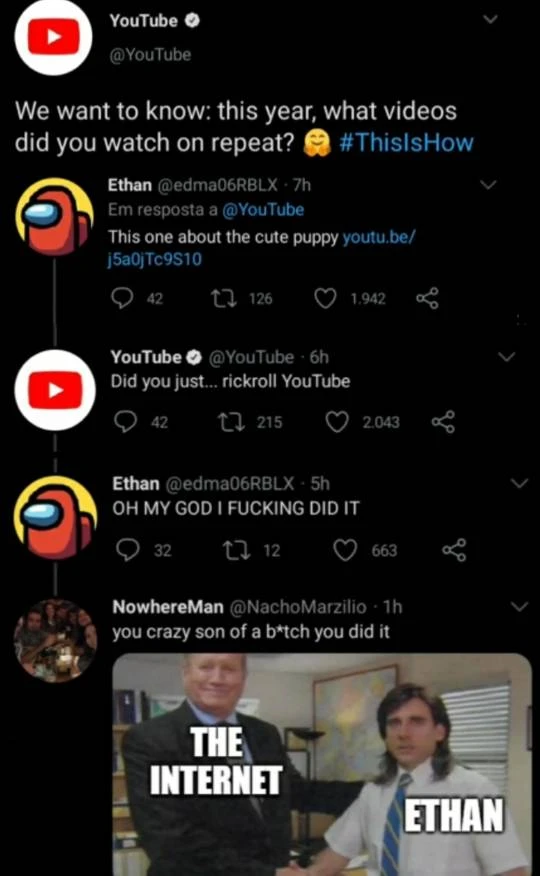 YouTube
@YouTube
We want to know: this year, what videos
did you watch on repeat? 🤗 #ThisIsHow
Ethan @edma06RBLX · 7h
Em resposta a @YouTube
This one about the cute puppy youtu.be/
j5a0jTc9S10
42 126 1.942
YouTube @YouTube · 6h
Did you just... rickroll YouTube
42 215 2.043
Ethan @edma06RBLX · 5h
OH MY GOD I FUCKING DID IT
32 12 663
NowhereMan @NachoMarzilio · 1h
you crazy son of a b*tch you did it
THE
INTERNET
ETHAN